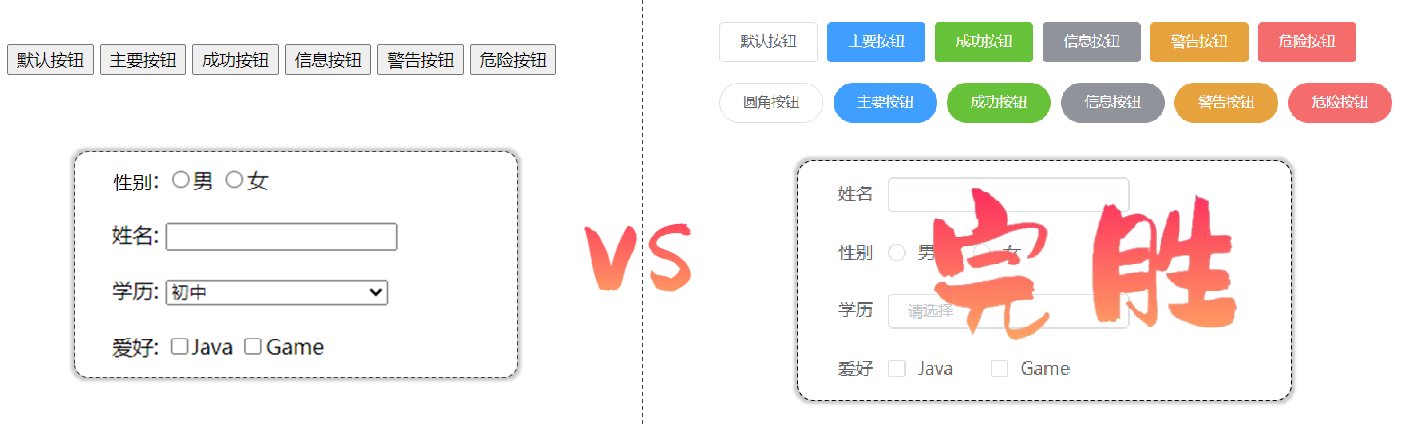 默认按钮 主要按钮 成功按钮 信息按钮 警告按钮 危险按钮
性别: 男 女
姓名:
学历: 初中
爱好: Java Game
VS
默认按钮 主要按钮 成功按钮 信息按钮 警告按钮 危险按钮
圆角按钮 主要按钮 成功按钮 信息按钮 警告按钮 危险按钮
姓名
性别 男 女
学历 请选择
爱好 Java Game
完胜